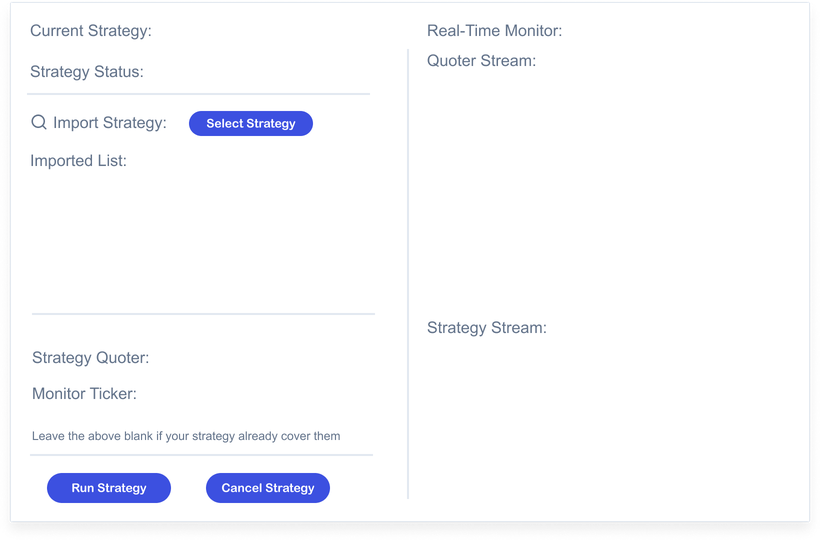 Current Strategy:
Strategy Status:
Import Strategy:
Select Strategy
Imported List:
Strategy Quoter:
Monitor Ticker:
Leave the above blank if your strategy already cover them
Run Strategy
Cancel Strategy
Real-Time Monitor:
Quoter Stream:
Strategy Stream: